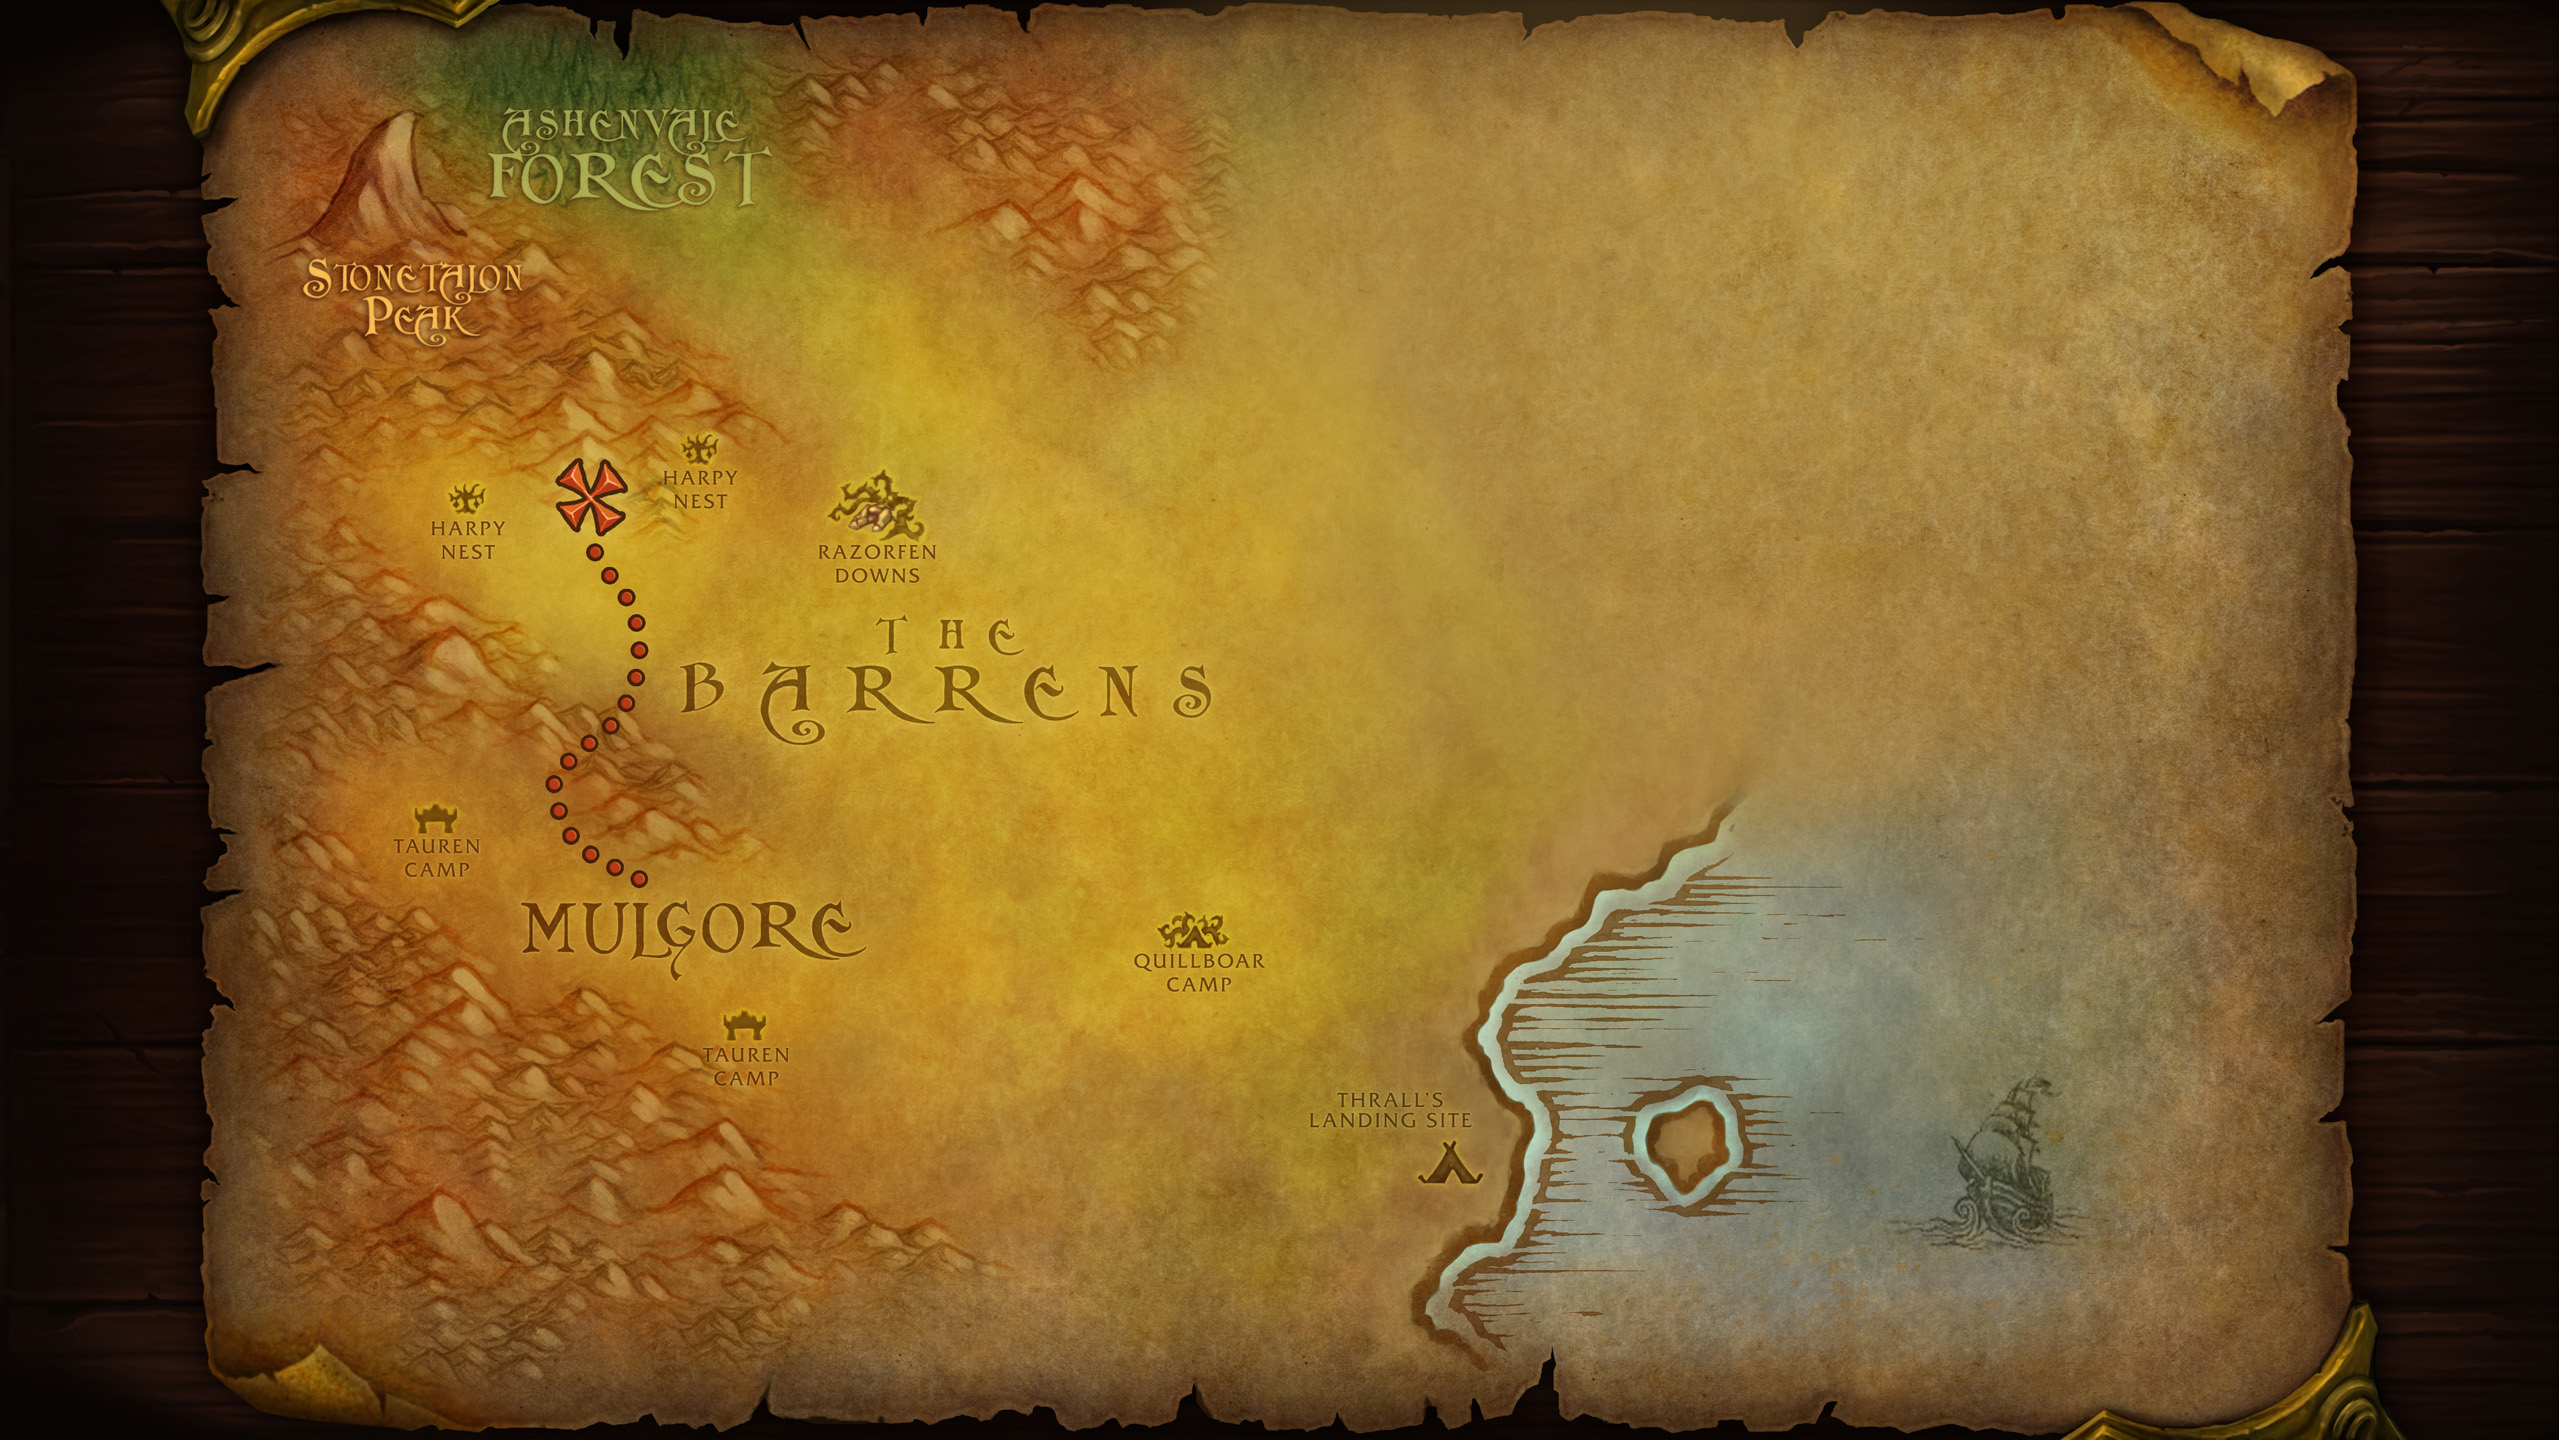 ASHENVALE
FOREST
STONETALON
PEAK
HARPY
NEST
HARPY
NEST
RAZORFEN
DOWNS
THE
BARRENS
TAUREN
CAMP
MULGORE
QUILLBOAR
CAMP
TAUREN
CAMP
THRALL'S
LANDING SITE